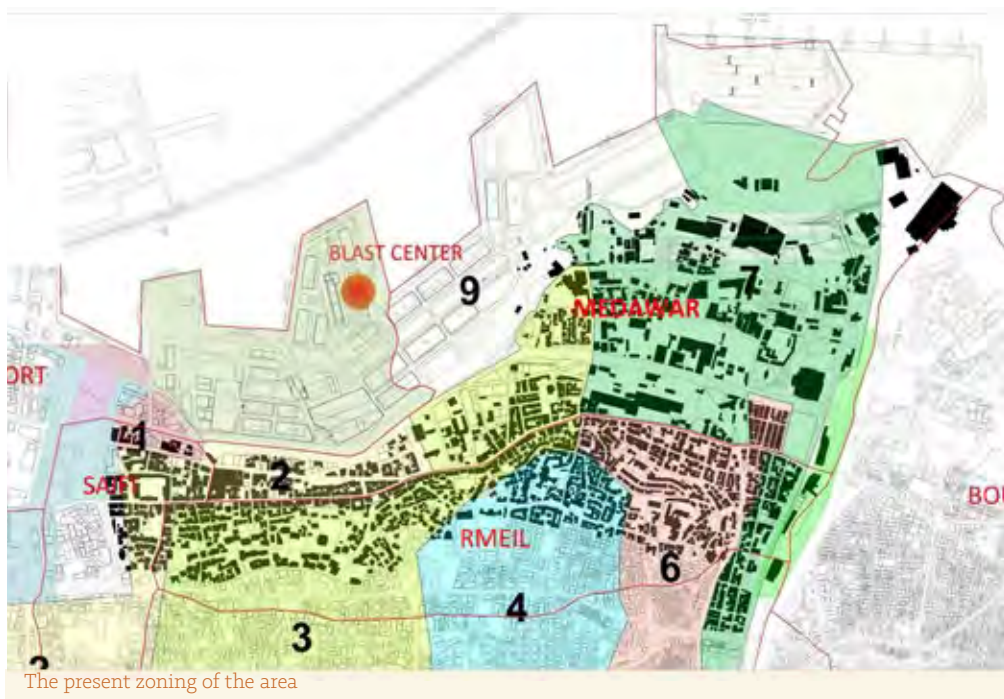 BLAST CENTER
9
7
MEDAWAR
ORT
1
2
SAIFI
BOU
RMEIL
6
4
3
The present zoning of the area